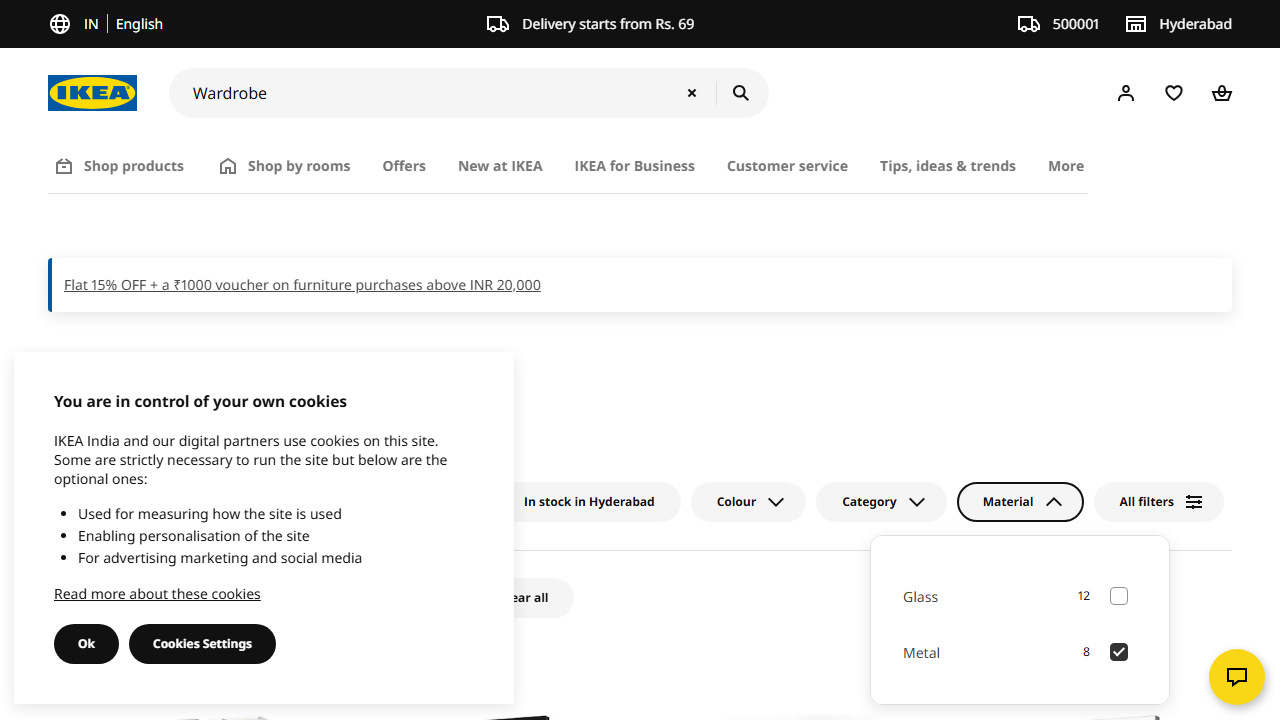 IN English
Delivery starts from Rs. 69
500001
Hyderabad
IKEA
Wardrobe
Shop products
Shop by rooms
Offers
New at IKEA
IKEA for Business
Customer service
Tips, ideas & trends
More
Flat 15% OFF + a ₹1000 voucher on furniture purchases above INR 20,000
You are in control of your own cookies
IKEA India and our digital partners use cookies on this site.
Some are strictly necessary to run the site but below are the
optional ones:
Used for measuring how the site is used
Enabling personalisation of the site
For advertising marketing and social media
Read more about these cookies
Ok
Cookies Settings
In stock in Hyderabad
Colour
Category
Material
All filters
all
Glass 12
Metal 8